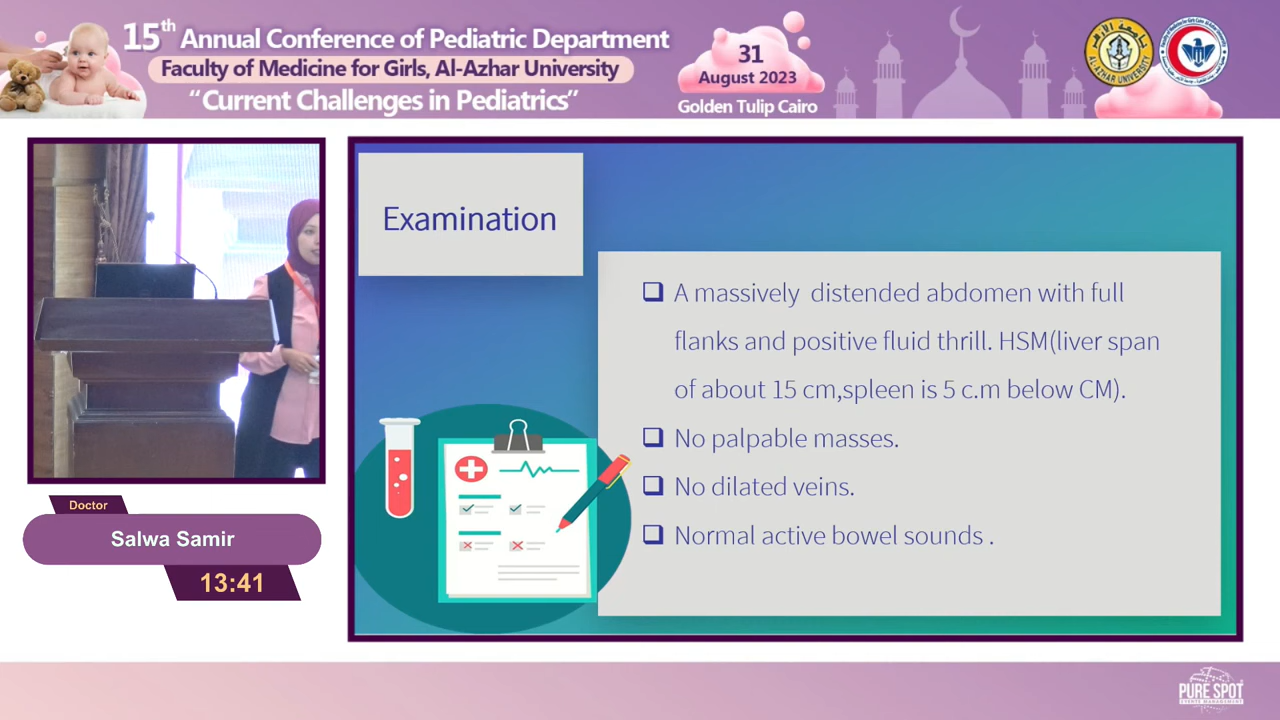 15th Annual Conference of Pediatric Department
Faculty of Medicine for Girls, Al-Azhar University
“Current Challenges in Pediatrics”
31
August 2023
Golden Tulip Cairo
AL-AZHAR UNIVERSITY
Examination
❑ A massively distended abdomen with full
flanks and positive fluid thrill. HSM(liver span
of about 15 cm,spleen is 5 c.m below CM).
❑ No palpable masses.
❑ No dilated veins.
❑ Normal active bowel sounds .
Doctor
Salwa Samir
13:41
PURE SPOT